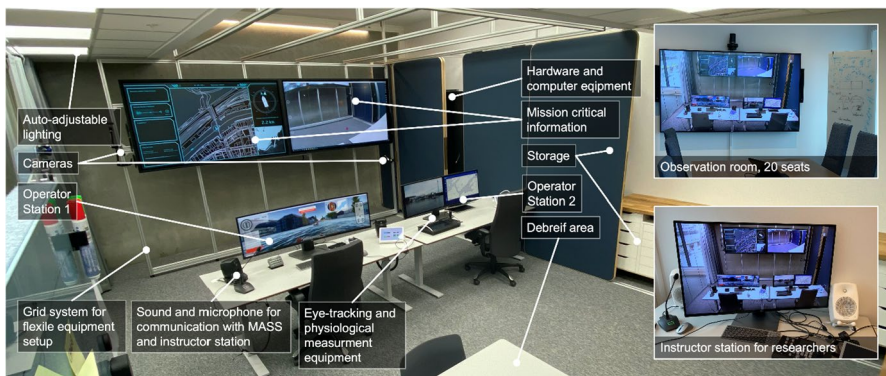 Auto-adjustable
lighting
Cameras
Operator
Station 1
Grid system for
flexile equipment
setup
Sound and microphone for
communication with MASS
and instructor station
Eye-tracking and
physiological
measurment
equipment
Hardware and
computer eqipment
Mission critical
information
Storage
Operator
Station 2
Debreif area
Observation room, 20 seats
Instructor station for researchers